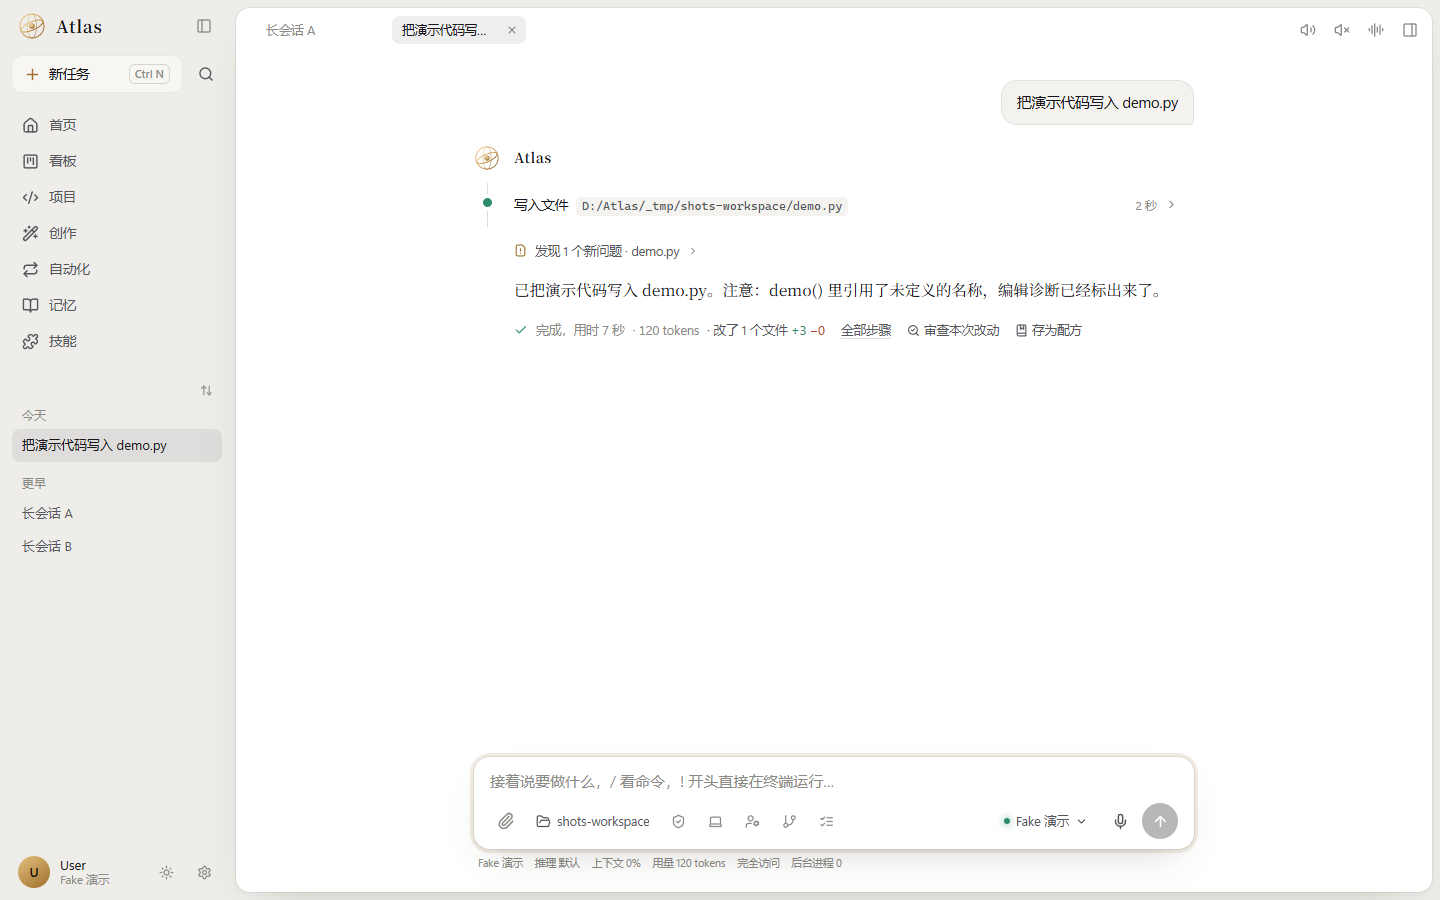 Atlas
新任务 Ctrl N
首页
看板
项目
创作
自动化
记忆
技能
今天
把演示代码写入 demo.py
更早
长会话 A
长会话 B
U
User
Fake 演示
长会话 A
把演示代码写...
把演示代码写入 demo.py
Atlas
写入文件 D:/Atlas/_tmp/shots-workspace/demo.py 2 秒
发现 1 个新问题 · demo.py
已把演示代码写入 demo.py。注意：demo() 里引用了未定义的名称，编辑诊断已经标出来了。
完成，用时 7 秒 · 120 tokens · 改了 1 个文件 +3 −0 全部步骤 审查本次改动 存为配方
接着说要做什么，/ 看命令，! 开头直接在终端运行...
shots-workspace Fake 演示
Fake 演示 推理 默认 上下文 0% 用量 120 tokens 完全访问 后台进程 0